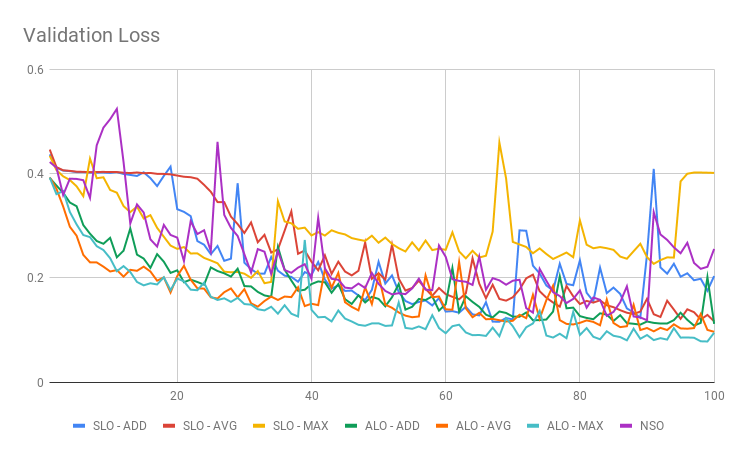 Validation Loss
0.6
0.4
0.2
0
20 40 60 80 100
SLO - ADD SLO - AVG SLO - MAX ALO - ADD ALO - AVG ALO - MAX NSO